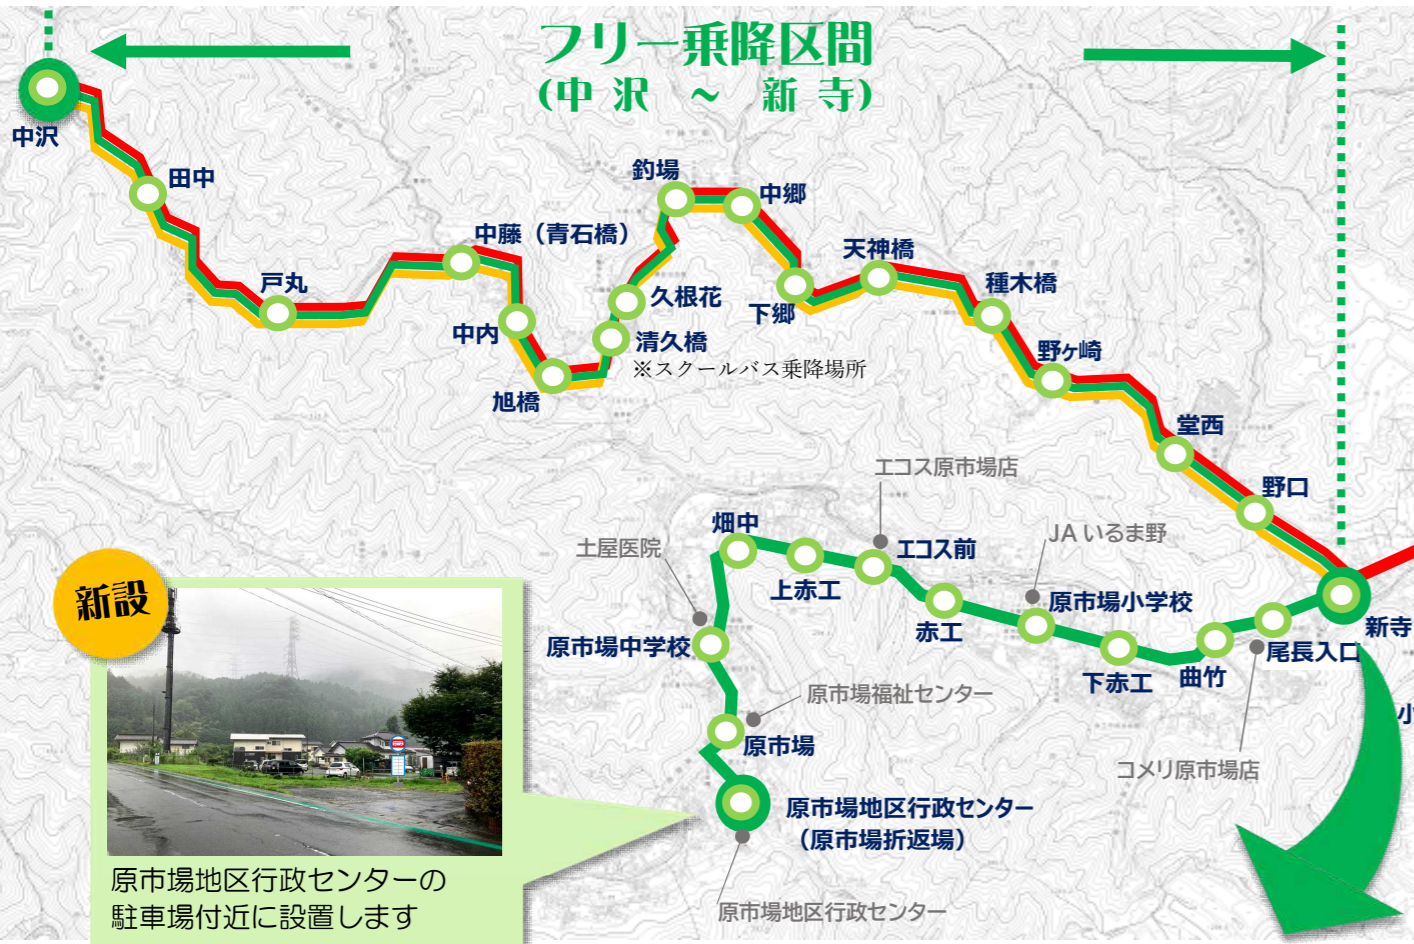 フリー乗降区間
(中沢 ～ 新寺)
中沢
田中
戸丸
中藤（青石橋）
中内
旭橋
釣場
中郷
久根花
清久橋
※スクールバス乗降場所
下郷
天神橋
種木橋
野ヶ崎
堂西
野口
新寺
小
尾長入口
コメリ原市場店
曲竹
下赤工
JAいるま野
原市場小学校
赤工
エコス原市場店
エコス前
上赤工
畑中
土屋医院
原市場中学校
原市場福祉センター
原市場
原市場地区行政センター
（原市場折返場）
原市場地区行政センター
新設
原市場地区行政センターの
駐車場付近に設置します